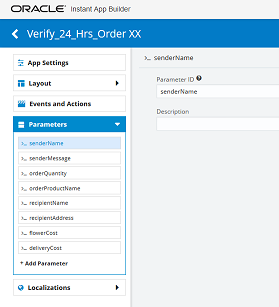 ORACLE Instant App Builder
Verify_24_Hrs_Order XX
App Settings
Layout
Events and Actions
Parameters
senderName
senderMessage
orderQuantity
orderProductName
recipientName
recipientAddress
flowerCost
deliveryCost
+ Add Parameter
Localizations
senderName
Parameter ID
senderName
Description